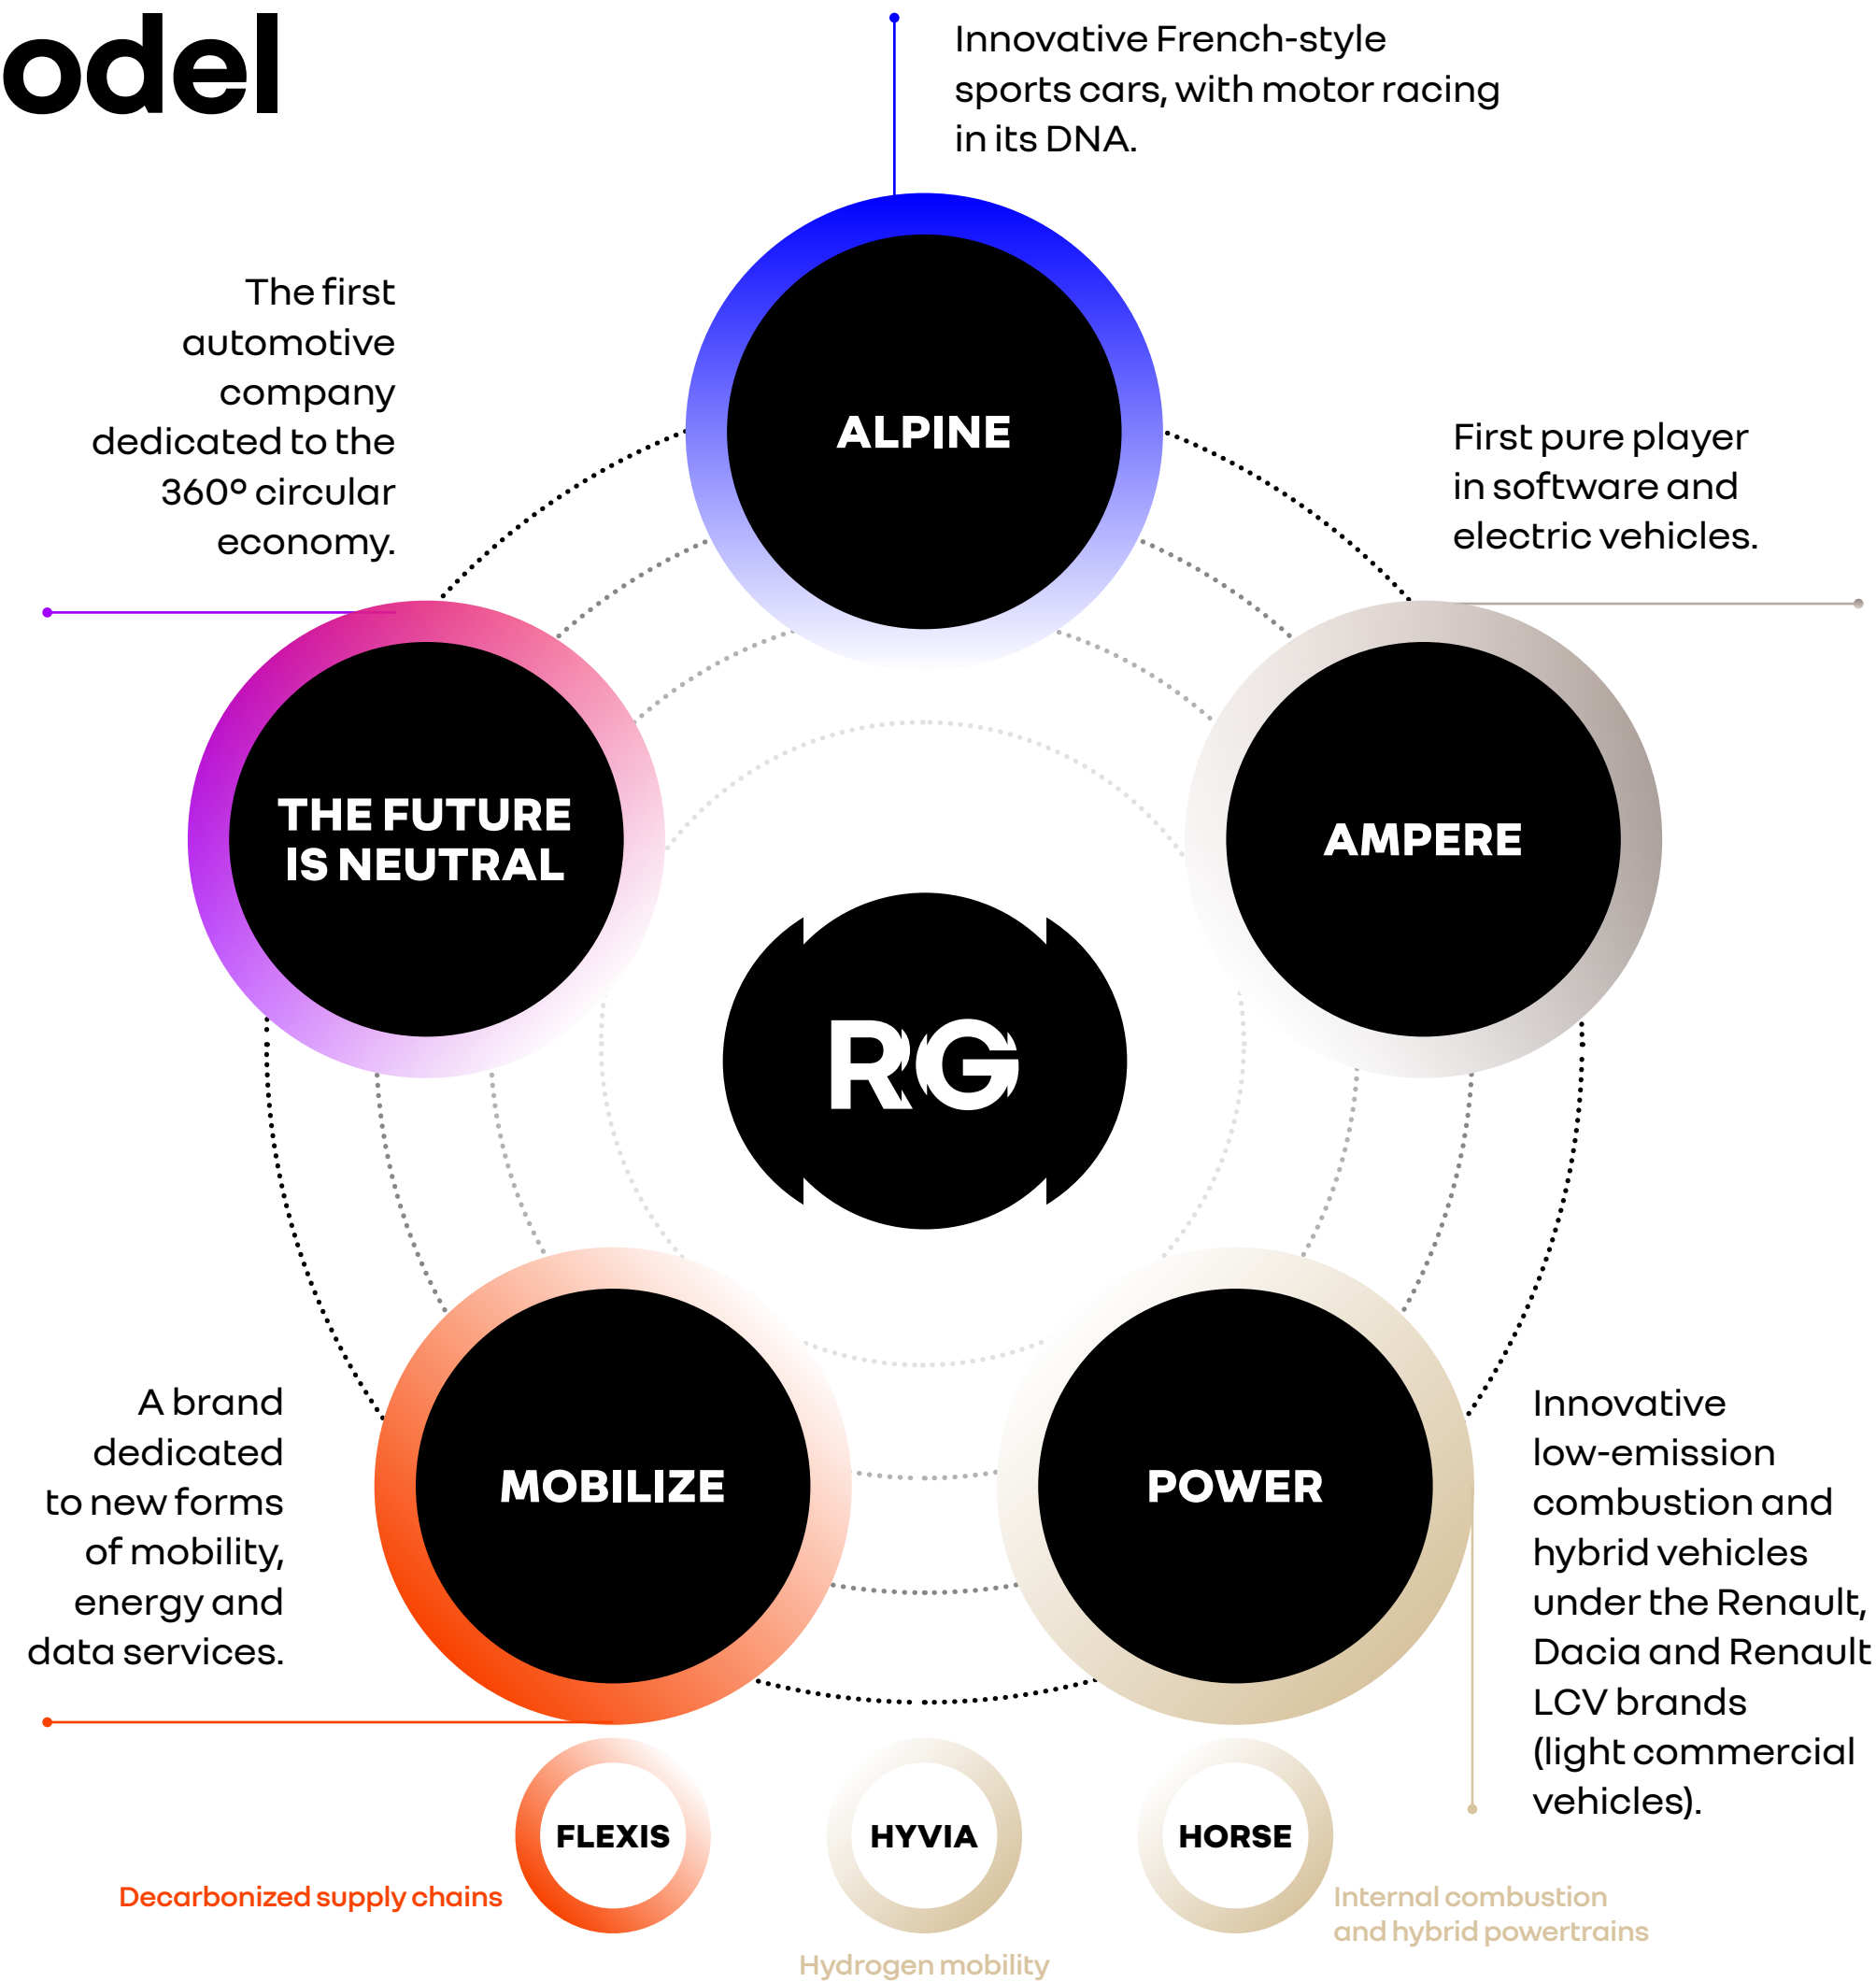 odel
Innovative French-style
sports cars, with motor racing
in its DNA.
The first
automotive
company
dedicated to the
360° circular
economy.
ALPINE
First pure player
in software and
electric vehicles.
THE FUTURE
IS NEUTRAL
AMPERE
RG
A brand
dedicated
to new forms
of mobility,
energy and
data services.
MOBILIZE
POWER
Innovative
low-emission
combustion and
hybrid vehicles
under the Renault,
Dacia and Renault
LCV brands
(light commercial
vehicles).
FLEXIS
HYVIA
HORSE
Decarbonized supply chains
Hydrogen mobility
Internal combustion
and hybrid powertrains